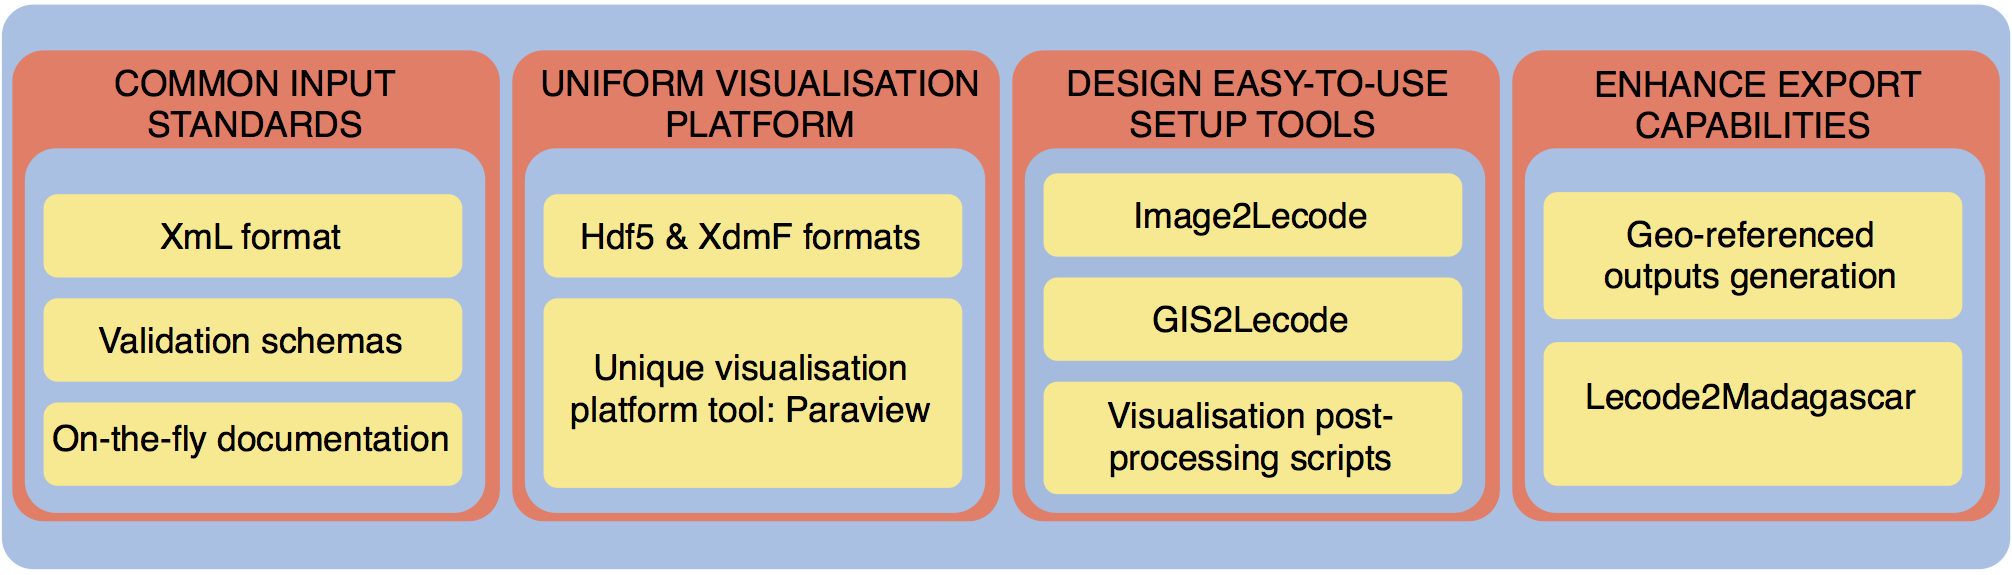 COMMON INPUT
STANDARDS
XmL format
Validation schemas
On-the-fly documentation
UNIFORM VISUALISATION
PLATFORM
Hdf5 & XdmF formats
Unique visualisation
platform tool: Paraview
DESIGN EASY-TO-USE
SETUP TOOLS
Image2Lecode
GIS2Lecode
Visualisation post-
processing scripts
ENHANCE EXPORT
CAPABILITIES
Geo-referenced
outputs generation
Lecode2Madagascar